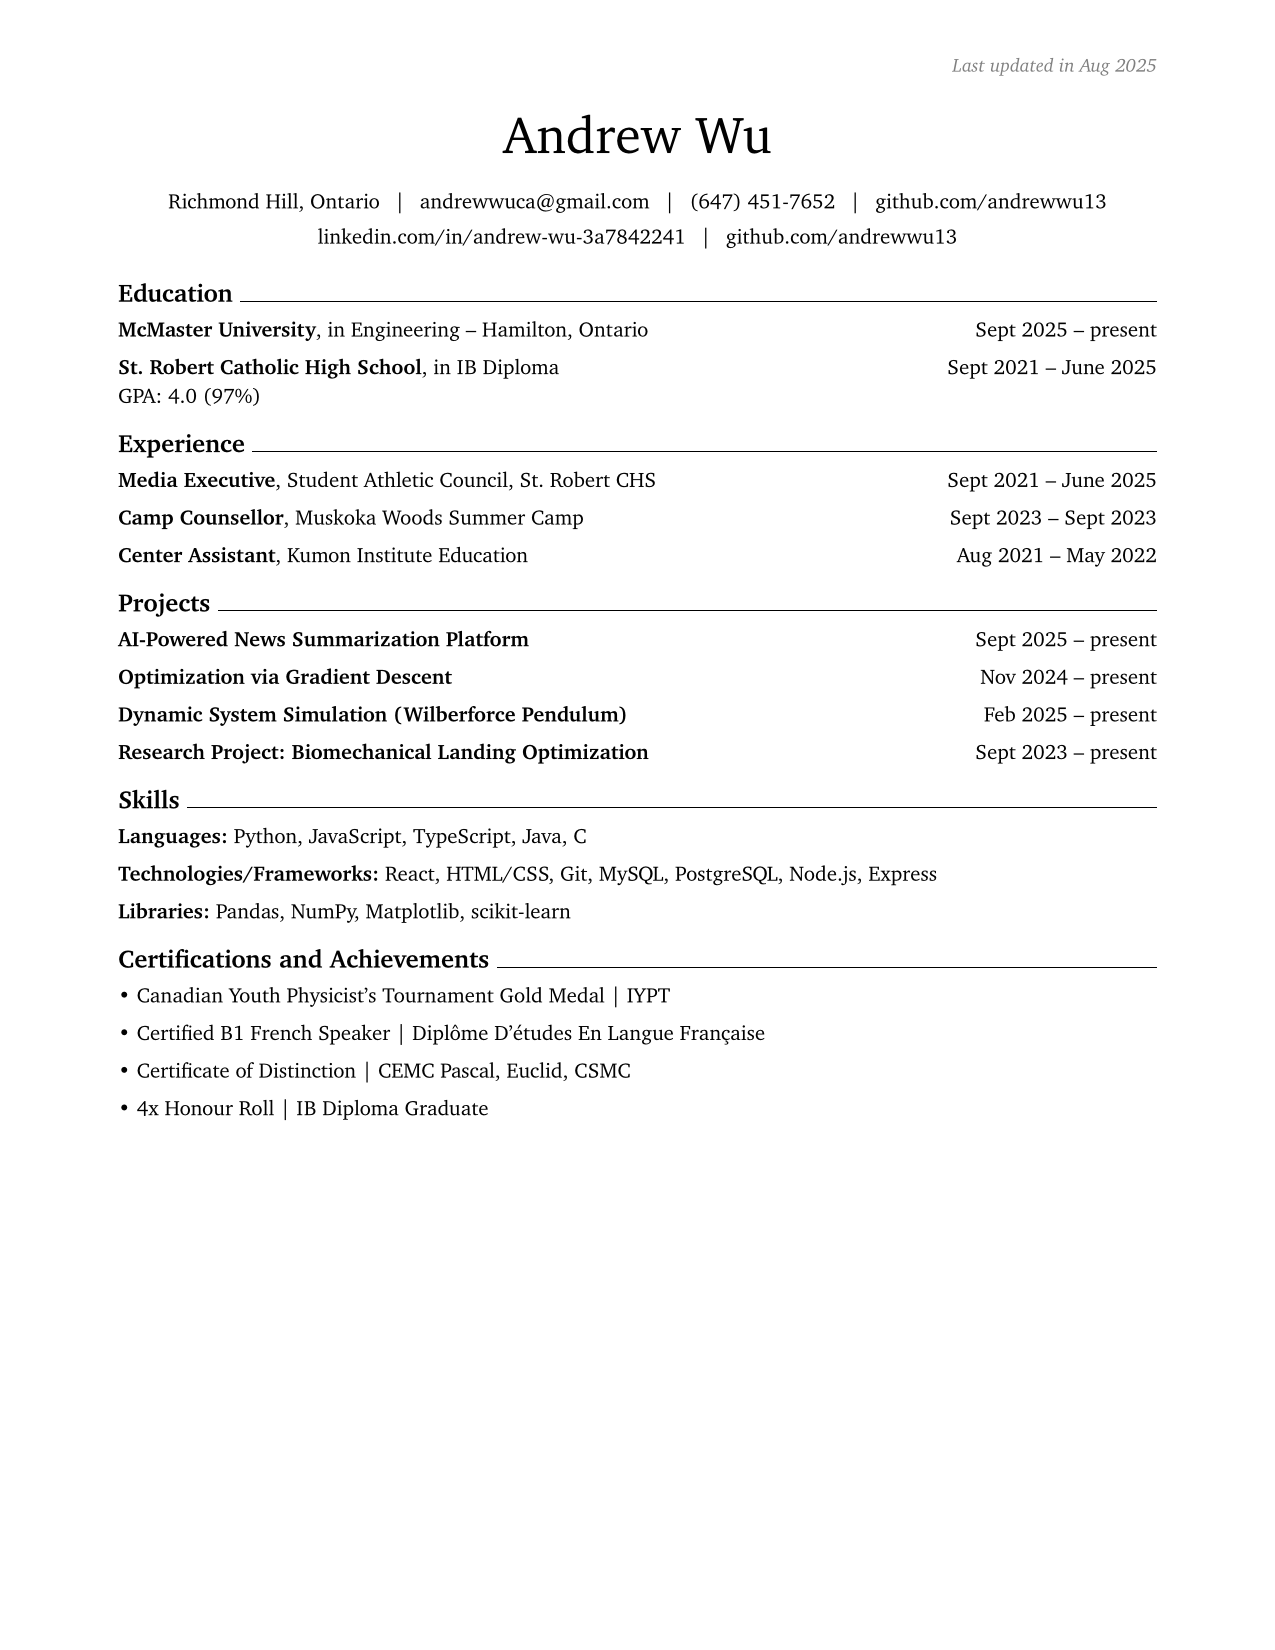 Last updated in Aug 2025
Andrew Wu
Richmond Hill, Ontario | andrewwuca@gmail.com | (647) 451-7652 | github.com/andrewwu13
linkedin.com/in/andrew-wu-3a7842241 | github.com/andrewwu13
Education
McMaster University, in Engineering – Hamilton, Ontario Sept 2025 – present
St. Robert Catholic High School, in IB Diploma Sept 2021 – June 2025
GPA: 4.0 (97%)
Experience
Media Executive, Student Athletic Council, St. Robert CHS Sept 2021 – June 2025
Camp Counsellor, Muskoka Woods Summer Camp Sept 2023 – Sept 2023
Center Assistant, Kumon Institute Education Aug 2021 – May 2022
Projects
AI-Powered News Summarization Platform Sept 2025 – present
Optimization via Gradient Descent Nov 2024 – present
Dynamic System Simulation (Wilberforce Pendulum) Feb 2025 – present
Research Project: Biomechanical Landing Optimization Sept 2023 – present
Skills
Languages: Python, JavaScript, TypeScript, Java, C
Technologies/Frameworks: React, HTML/CSS, Git, MySQL, PostgreSQL, Node.js, Express
Libraries: Pandas, NumPy, Matplotlib, scikit-learn
Certifications and Achievements
• Canadian Youth Physicist’s Tournament Gold Medal | IYPT
• Certified B1 French Speaker | Diplôme D’études En Langue Française
• Certificate of Distinction | CEMC Pascal, Euclid, CSMC
• 4x Honour Roll | IB Diploma Graduate